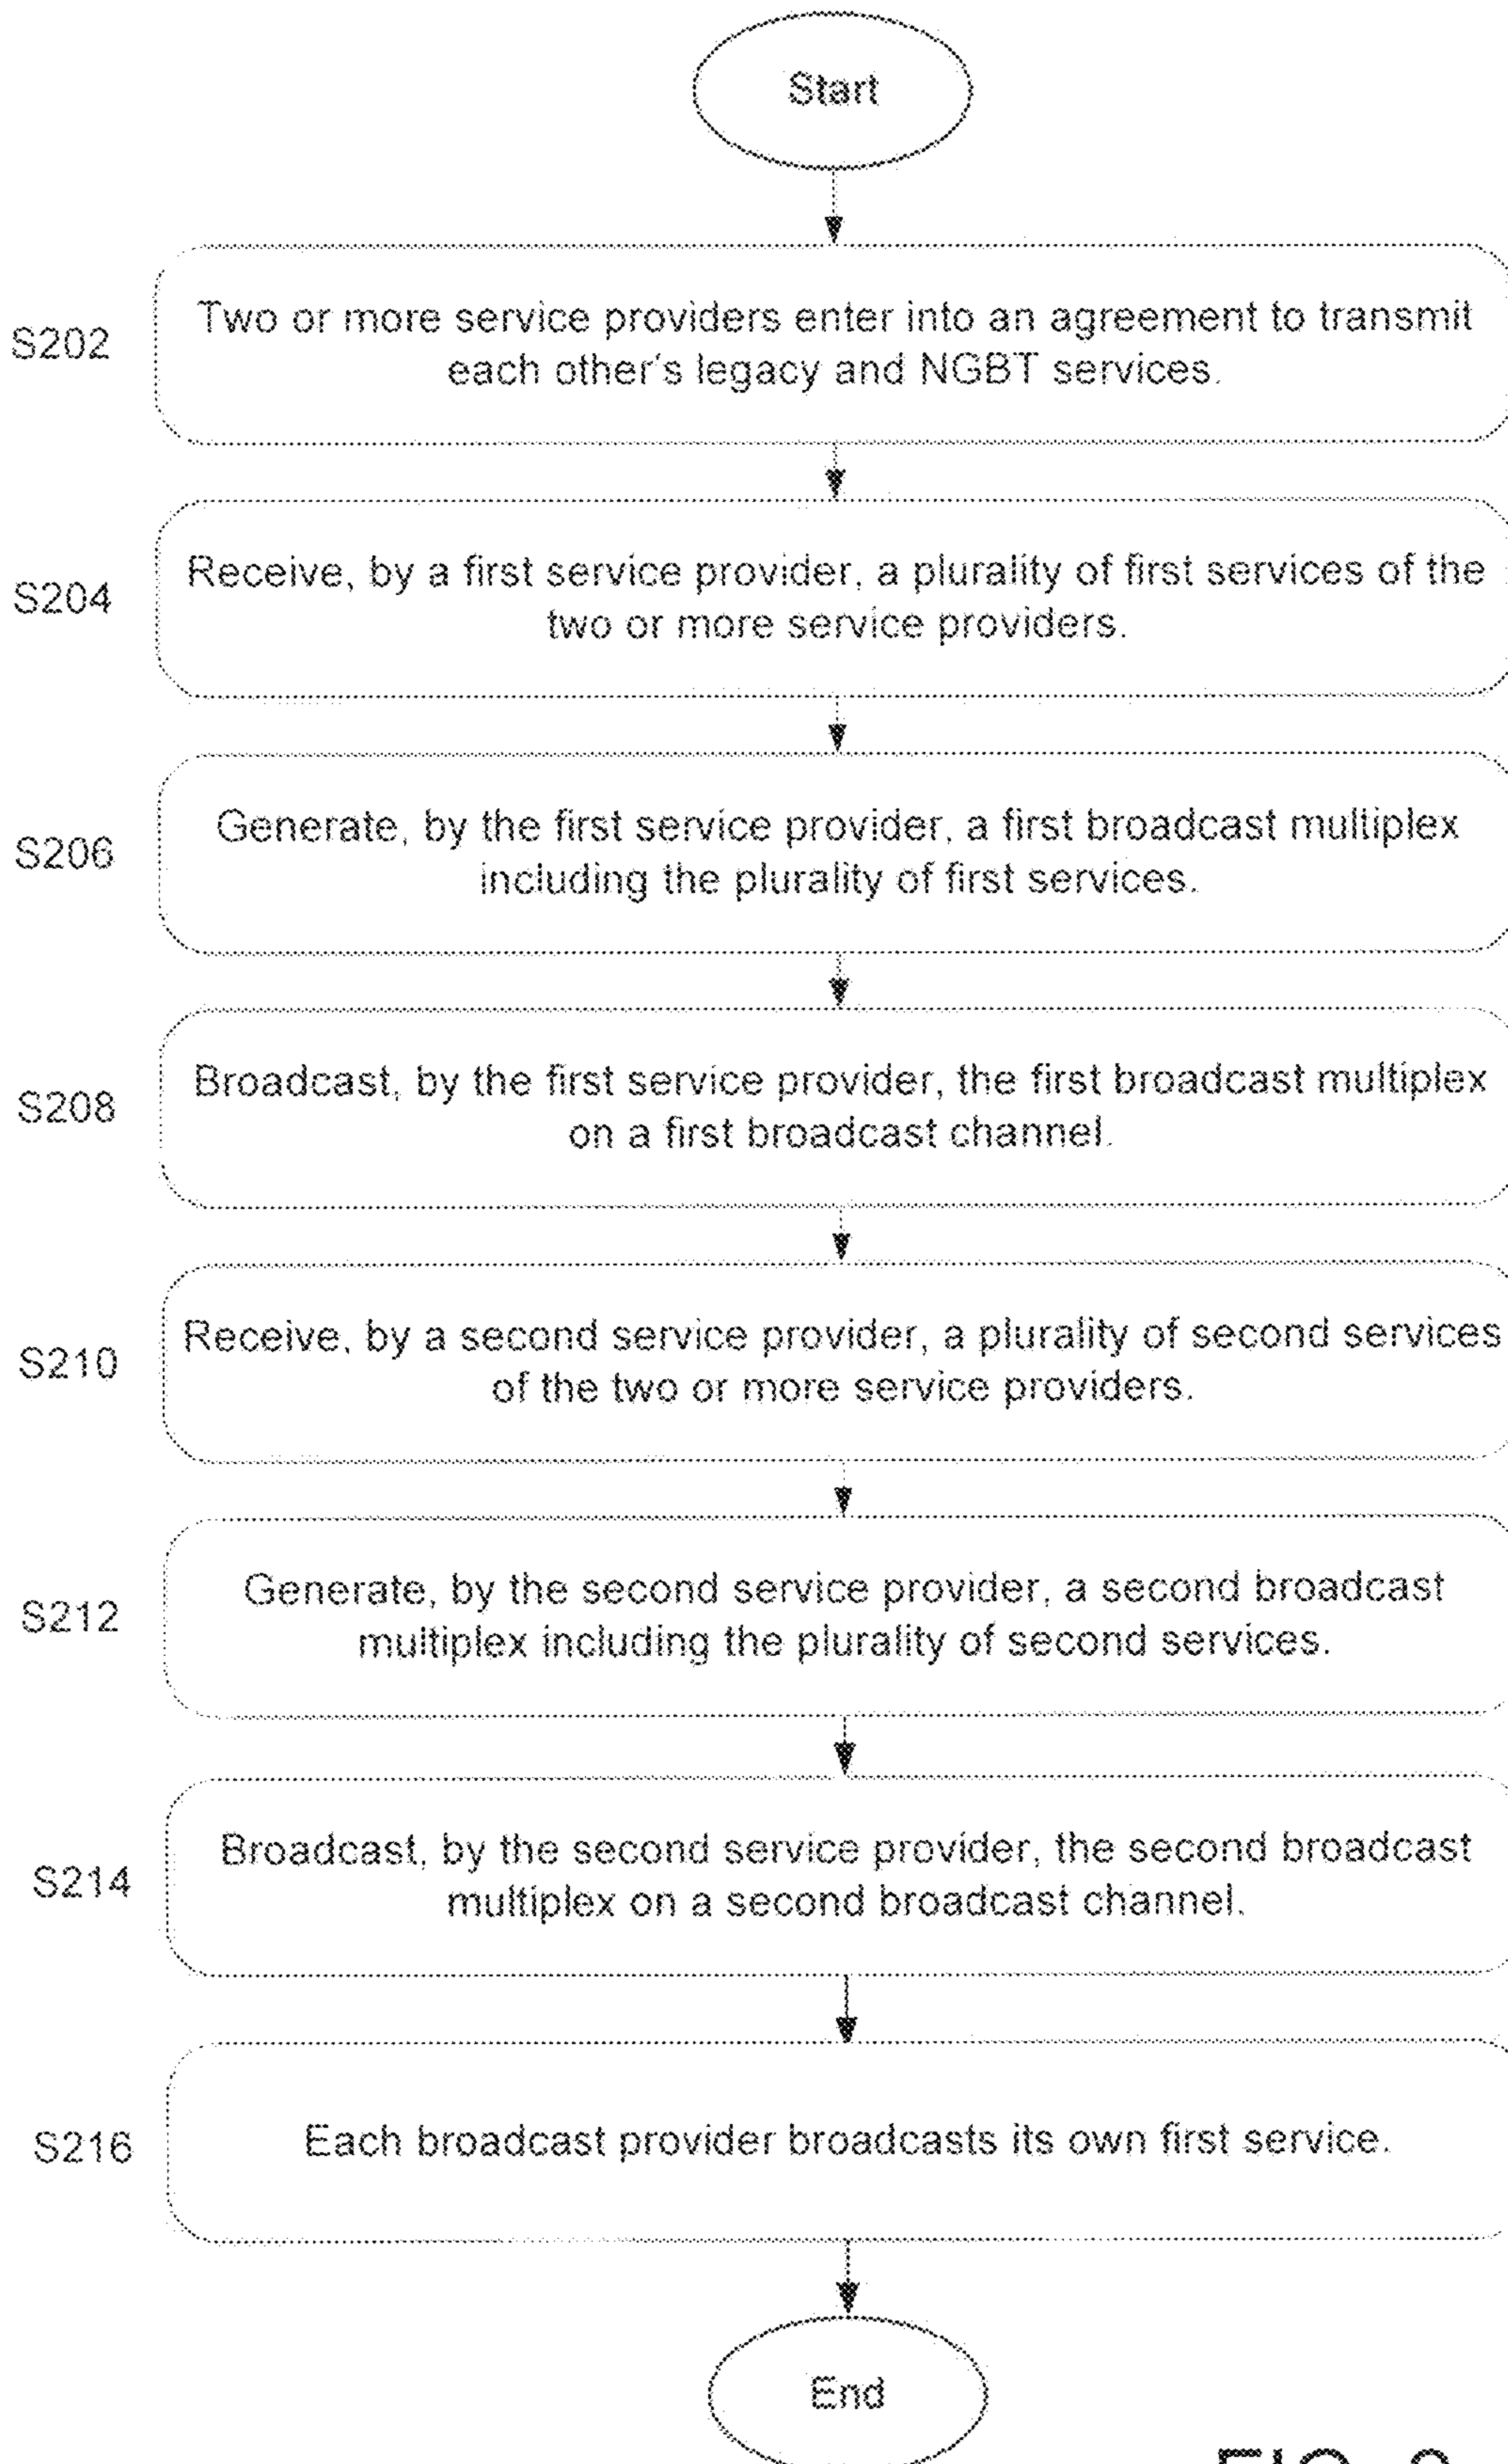 Start
S202
Two or more service providers enter into an agreement to transmit
each other's legacy and NGBT services.
S204
Receive, by a first service provider, a plurality of first services of the
two or more service providers.
S206
Generate, by the first service provider, a first broadcast multiplex
including the plurality of first services.
S208
Broadcast, by the first service provider, the first broadcast multiplex
on a first broadcast channel.
S210
Receive, by a second service provider, a plurality of second services
of the two or more service providers.
S212
Generate, by the second service provider, a second broadcast
multiplex including the plurality of second services.
S214
Broadcast, by the second service provider, the second broadcast
multiplex on a second broadcast channel.
S216
Each broadcast provider broadcasts its own first service.
End
FIG.